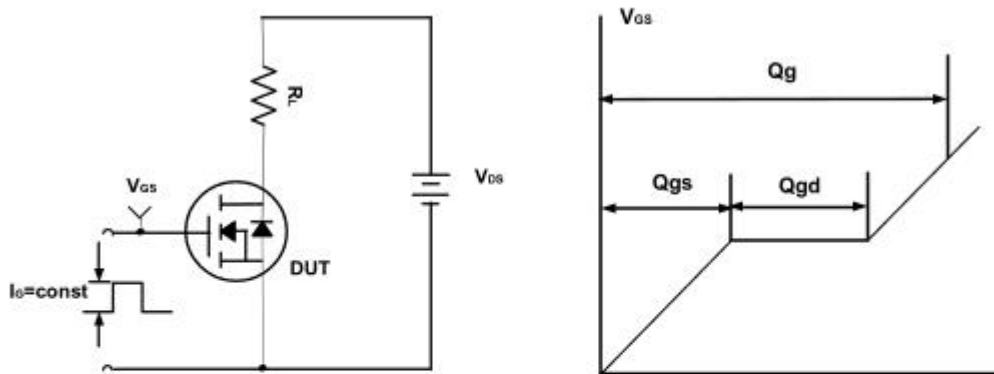 RL
VGS
VDS
DUT
IG=const
VGS
Qg
Qgs
Qgd